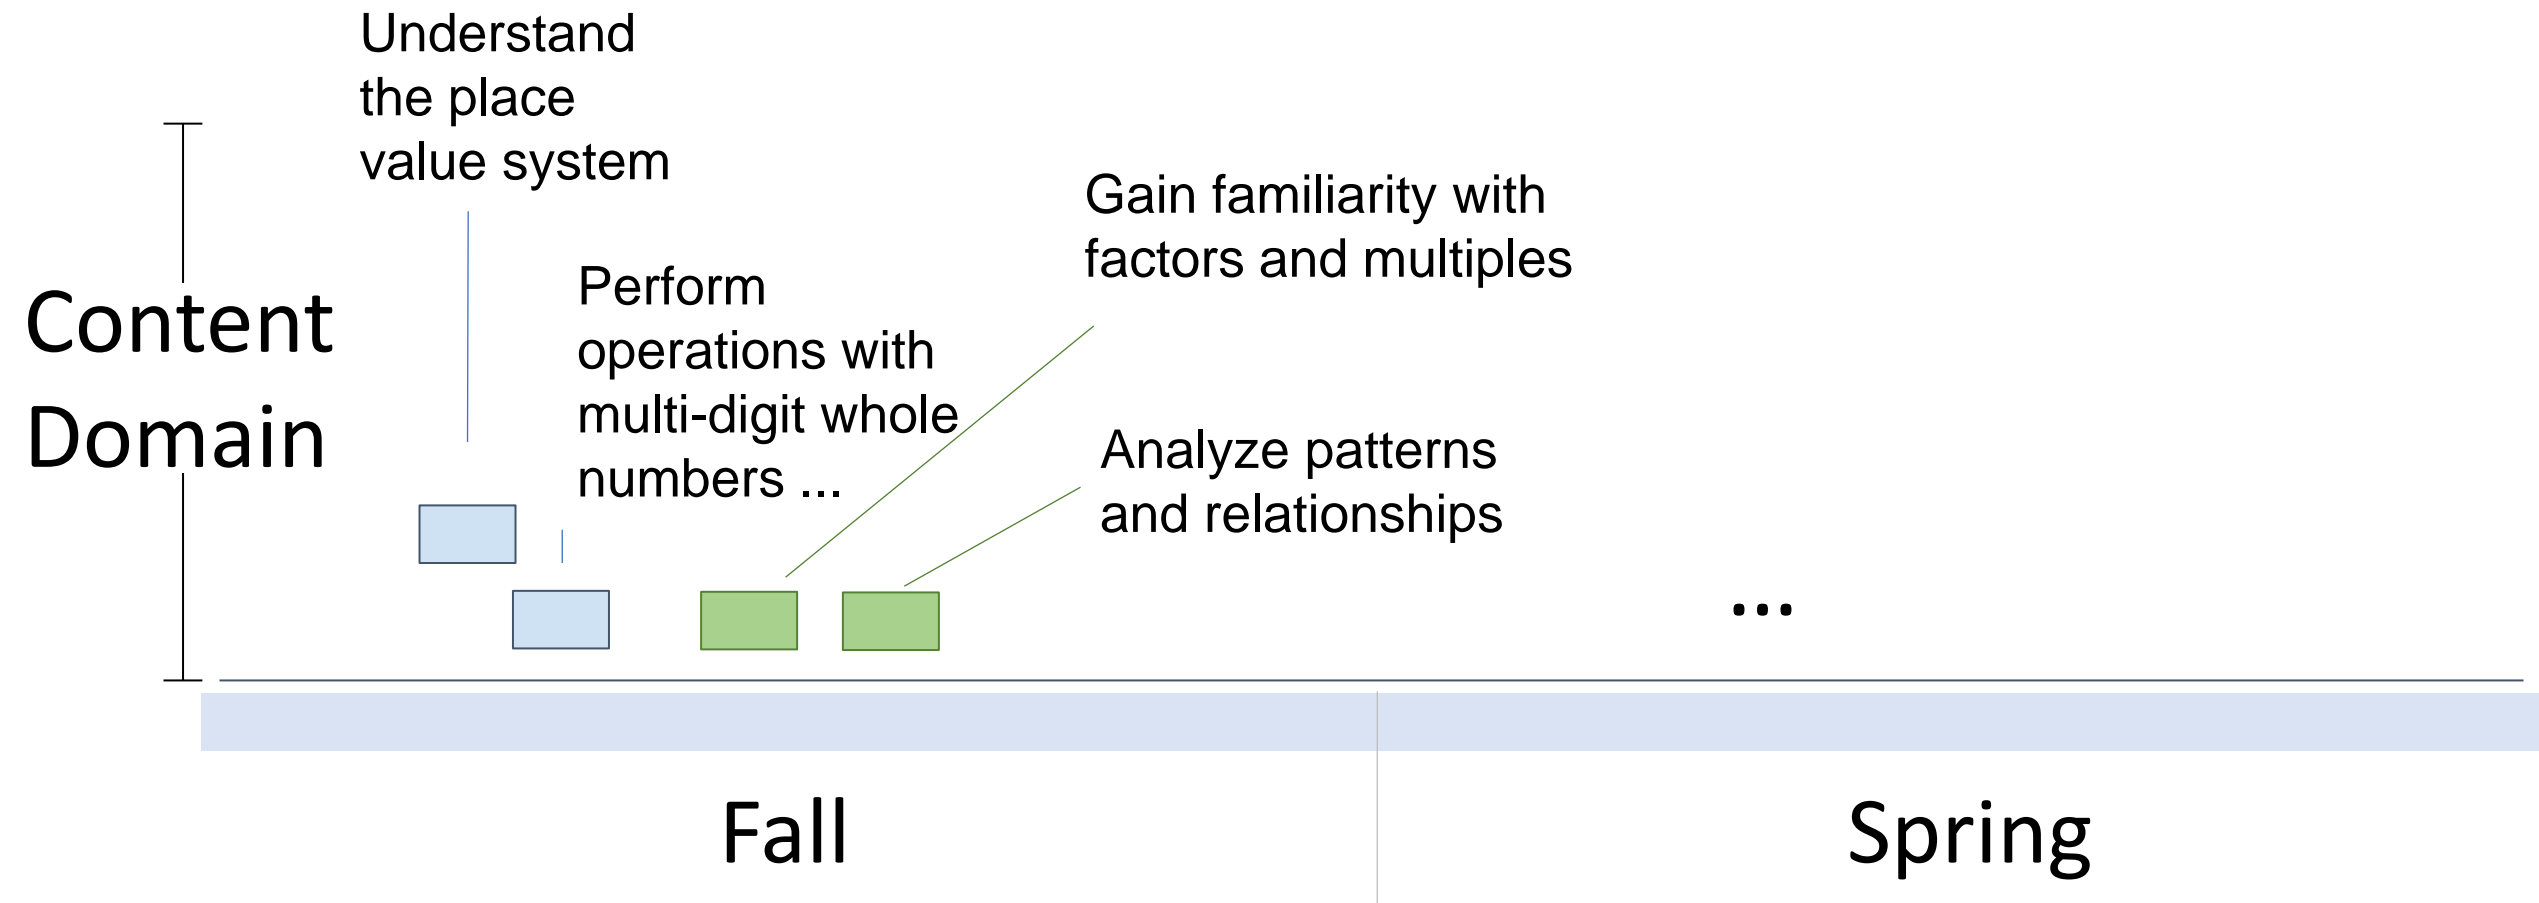 Understand
the place
value system
Gain familiarity with
factors and multiples
Perform
operations with
multi-digit whole
numbers ...
Content
Domain
Analyze patterns
and relationships
...
Fall
Spring